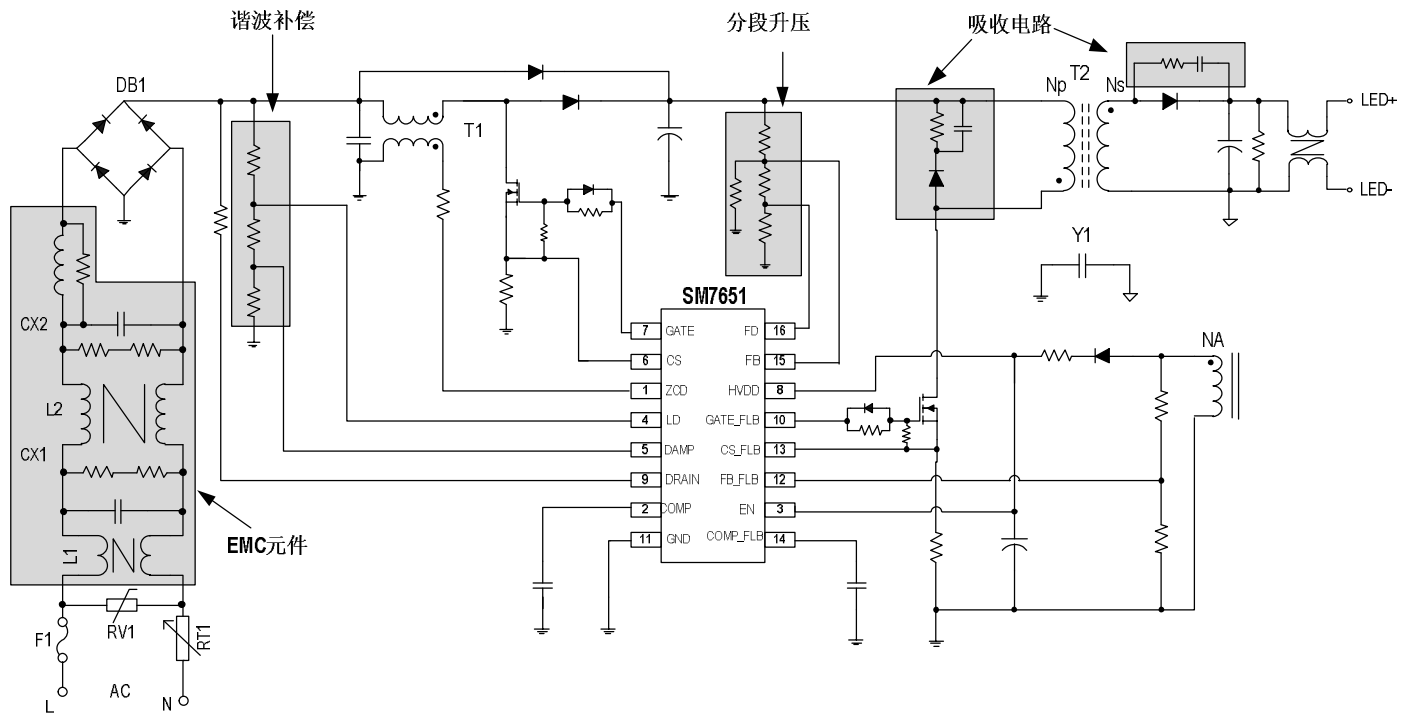 谐波补偿
分段升压
吸收电路
DB1
T1
Np
T2
Ns
LED+
LED-
Y1
SM7651
CX2
L2
CX1
L1
EMC元件
RV1
F1
RT1
L
AC
N
7 GATE
6 CS
1 ZCD
4 LD
5 DAMP
9 DRAIN
2 COMP
11 GND
FD 16
FB 15
HVDD 8
GATE_FLB 10
CS_FLB 13
FB_FLB 12
EN 3
COMP_FLB 14
NA